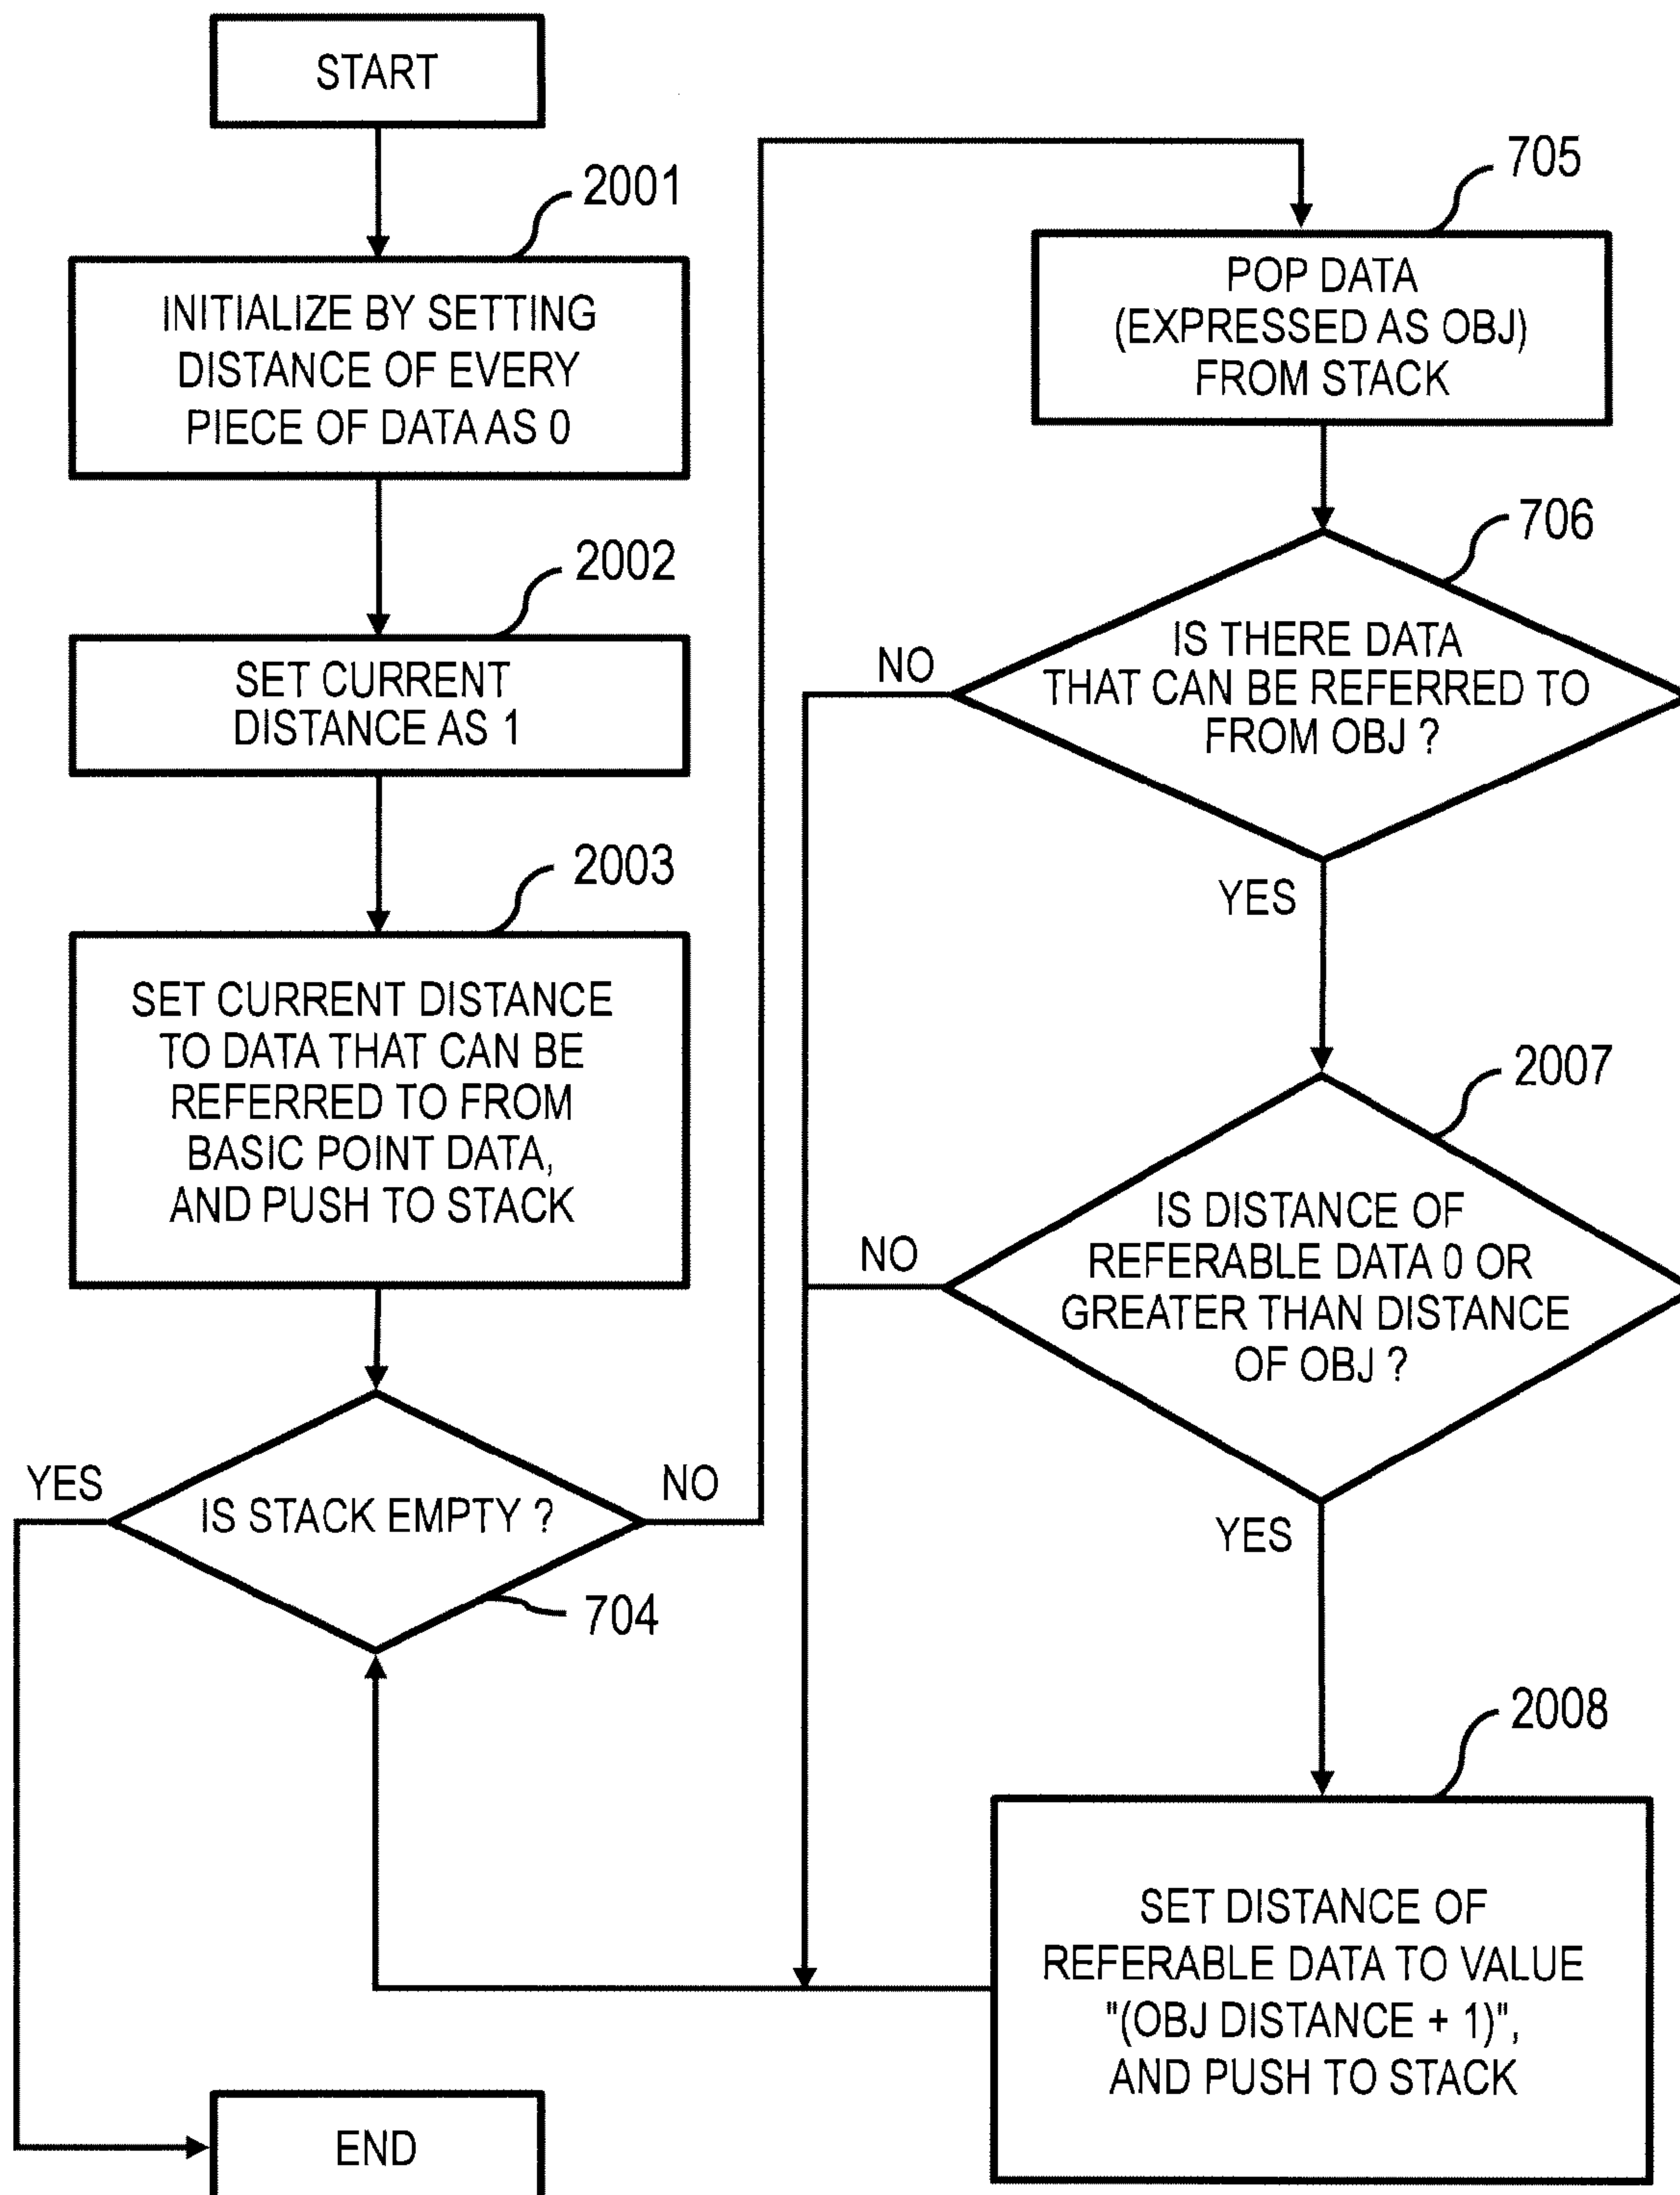 START
2001
INITIALIZE BY SETTING
DISTANCE OF EVERY
PIECE OF DATA AS 0
2002
SET CURRENT
DISTANCE AS 1
2003
SET CURRENT DISTANCE
TO DATA THAT CAN BE
REFERRED TO FROM
BASIC POINT DATA,
AND PUSH TO STACK
YES
IS STACK EMPTY ?
NO
704
END
705
POP DATA
(EXPRESSED AS OBJ)
FROM STACK
706
NO
IS THERE DATA
THAT CAN BE REFERRED TO
FROM OBJ ?
YES
2007
NO
IS DISTANCE OF
REFERABLE DATA 0 OR
GREATER THAN DISTANCE
OF OBJ ?
YES
2008
SET DISTANCE OF
REFERABLE DATA TO VALUE
"(OBJ DISTANCE + 1)",
AND PUSH TO STACK